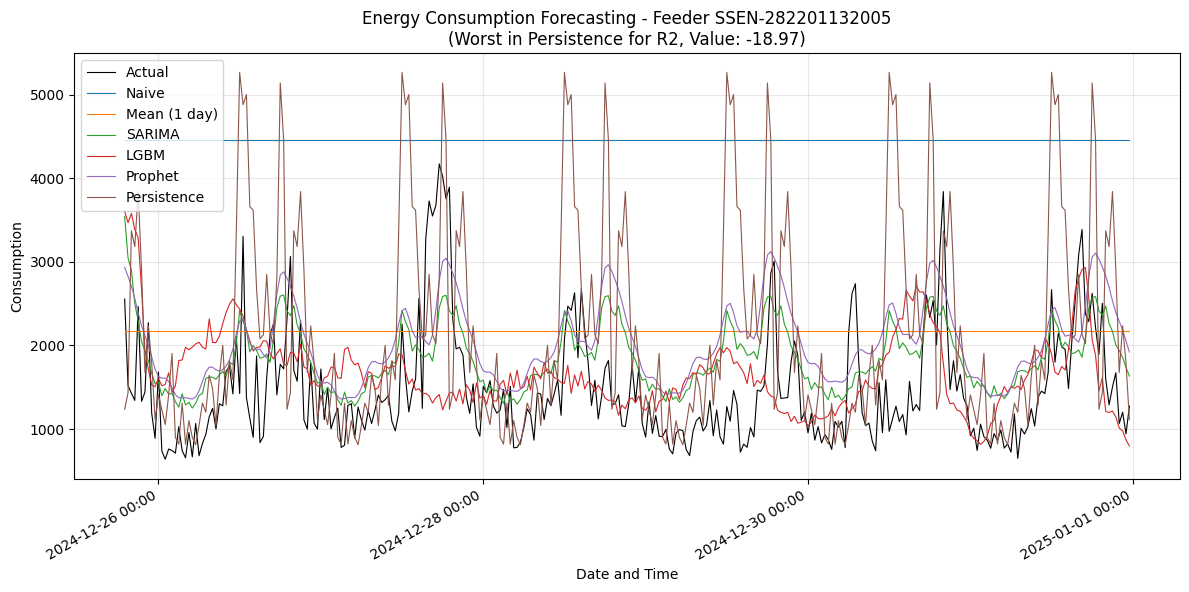 Energy Consumption Forecasting - Feeder SSEN-282201132005
(Worst in Persistence for R2, Value: -18.97)
Actual
Naive
Mean (1 day)
SARIMA
LGBM
Prophet
Persistence
Consumption
5000
4000
3000
2000
1000
2024-12-26 00:00
2024-12-28 00:00
2024-12-30 00:00
2025-01-01 00:00
Date and Time